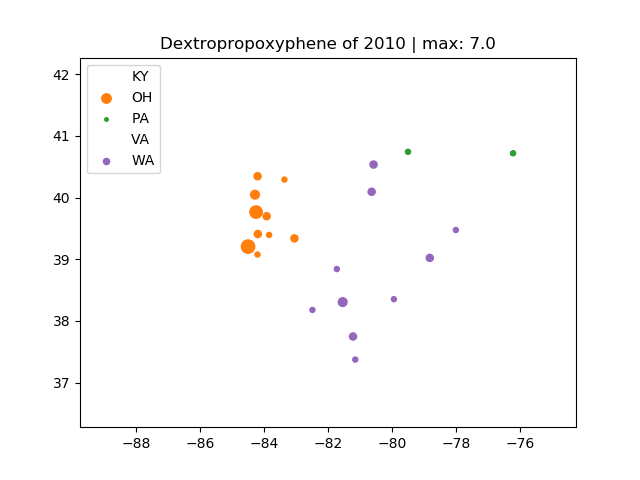 Dextropropoxyphene of 2010 | max: 7.0
KY
OH
PA
VA
WA
42
41
40
39
38
37
−88 −86 −84 −82 −80 −78 −76